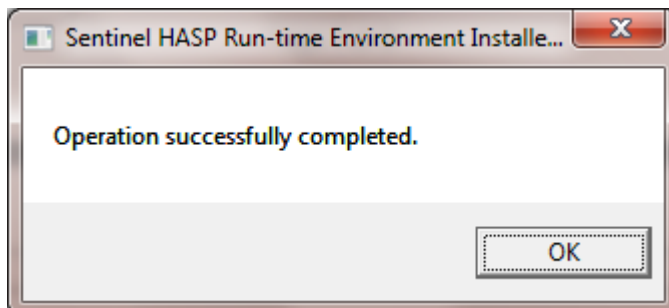 Sentinel HASP Run-time Environment Installe...
Operation successfully completed.
OK